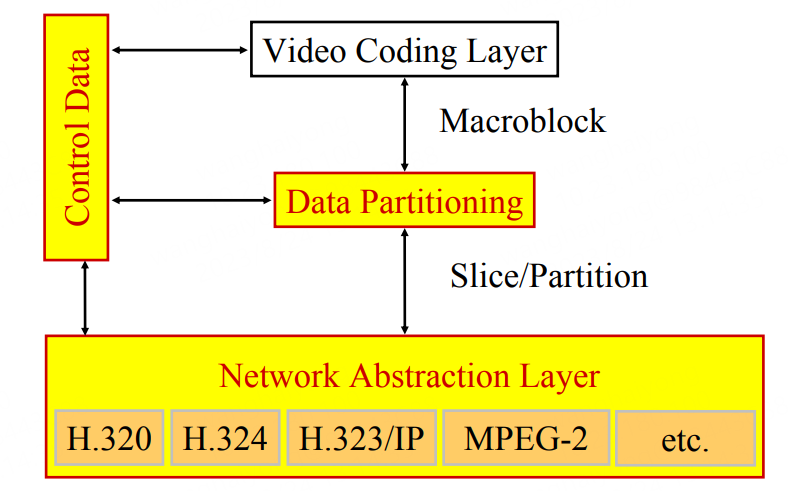 Control Data
Video Coding Layer
Macroblock
Data Partitioning
Slice/Partition
Network Abstraction Layer
H.320
H.324
H.323/IP
MPEG-2
etc.